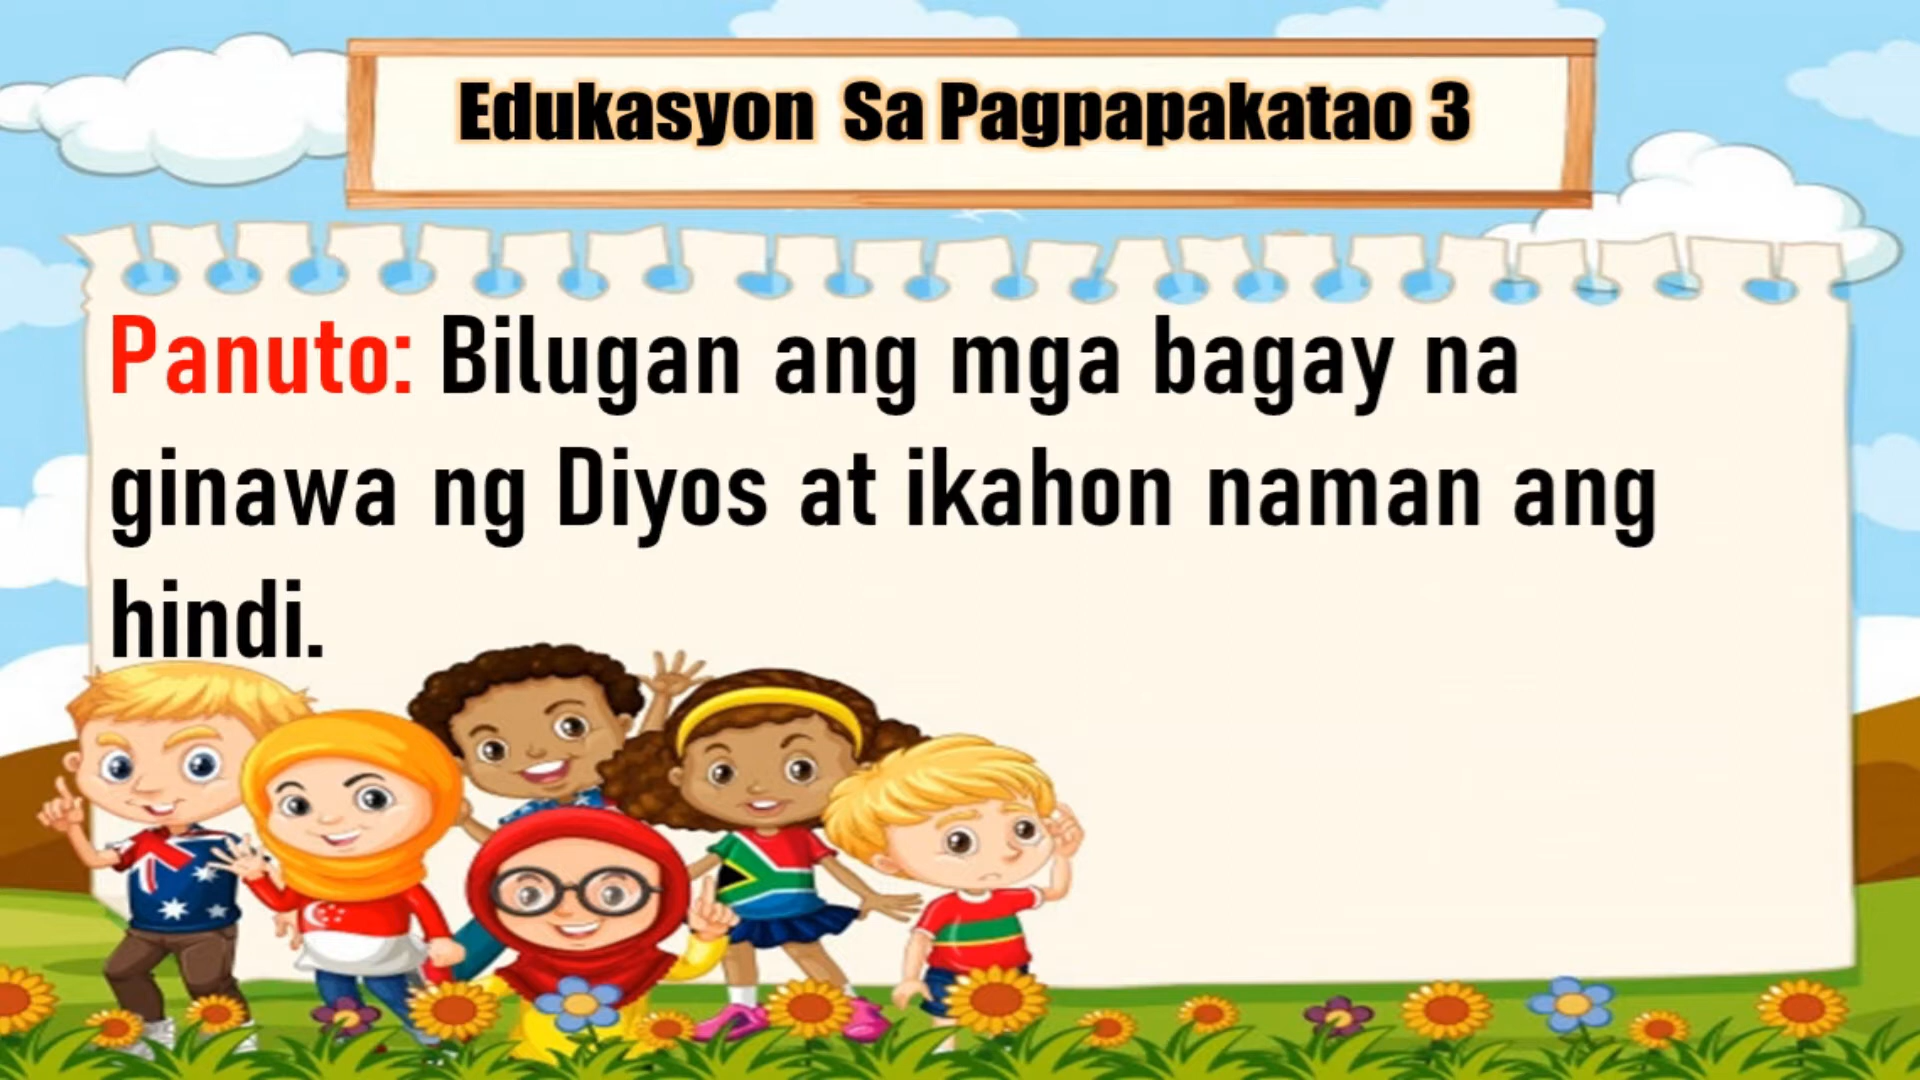 Edukasyon Sa Pagpapakatao 3
Panuto: Bilugan ang mga bagay na
ginawa ng Diyos at ikahon naman ang
hindi.